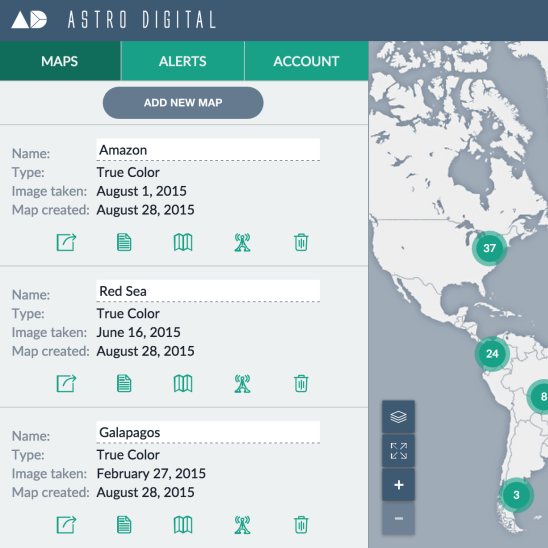 AD ASTRO DIGITAL
MAPS ALERTS ACCOUNT
ADD NEW MAP
Name: Amazon
Type: True Color
Image taken: August 1, 2015
Map created: August 28, 2015
Name: Red Sea
Type: True Color
Image taken: June 16, 2015
Map created: August 28, 2015
Name: Galapagos
Type: True Color
Image taken: February 27, 2015
Map created: August 28, 2015
37
24
8
3
+
−